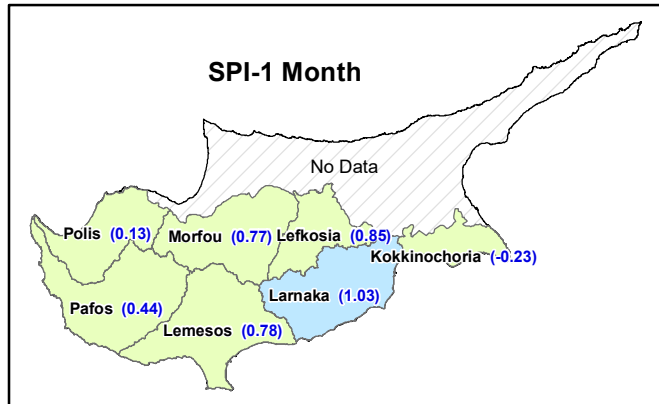 SPI-1 Month
No Data
Polis (0.13)
Morfou (0.77)
Lefkosia (0.85)
Kokkinochoria (-0.23)
Pafos (0.44)
Larnaka (1.03)
Lemesos (0.78)